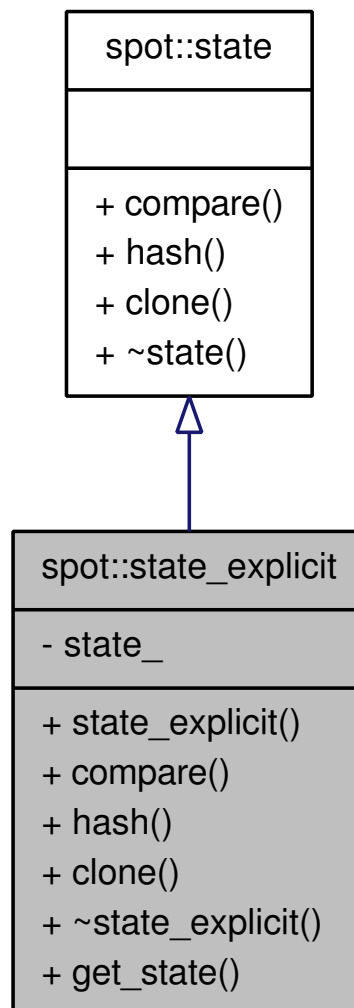 spot::state
+ compare()
+ hash()
+ clone()
+ ~state()
spot::state_explicit
- state_
+ state_explicit()
+ compare()
+ hash()
+ clone()
+ ~state_explicit()
+ get_state()